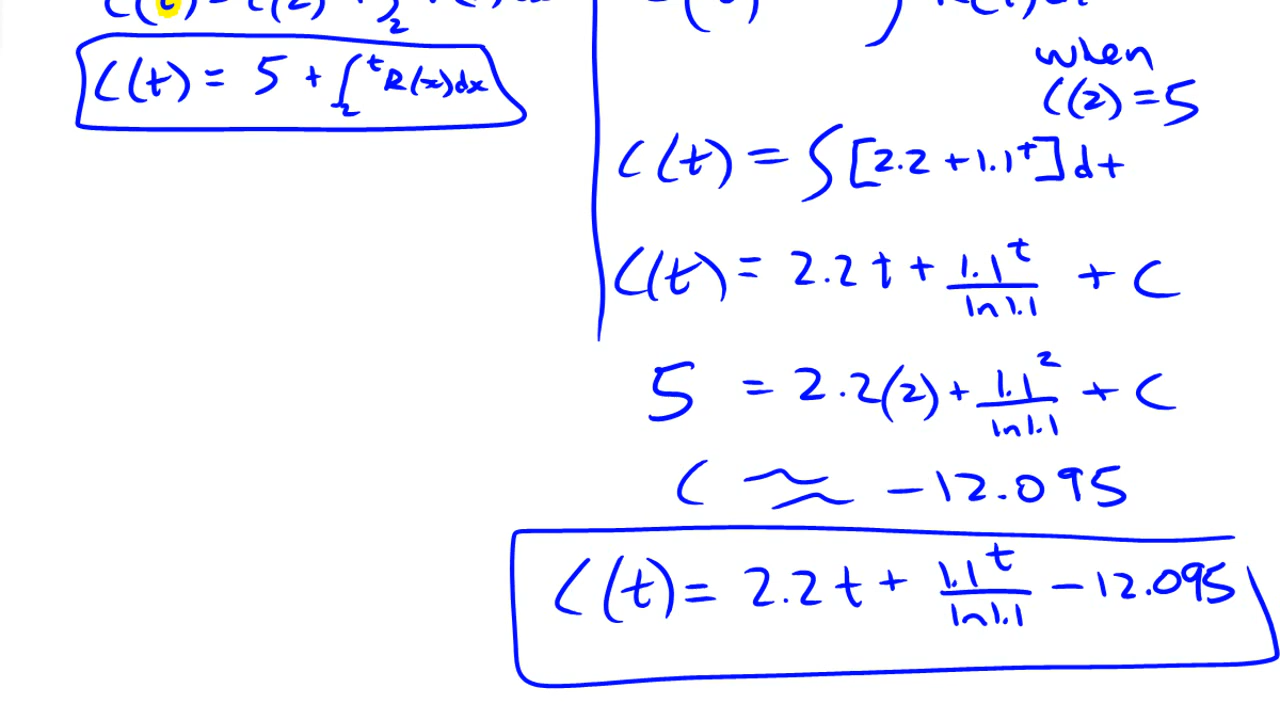 C(t) = 5 + ∫₂ᵗ R(x)dx
when
C(2) = 5
C(t) = ∫ [2.2 + 1.1ᵗ] dt
C(t) = 2.2t + 1.1ᵗ/ln1.1 + C
5 = 2.2(2) + 1.1²/ln1.1 + C
C ≈ -12.095
C(t) = 2.2t + 1.1ᵗ/ln1.1 - 12.095